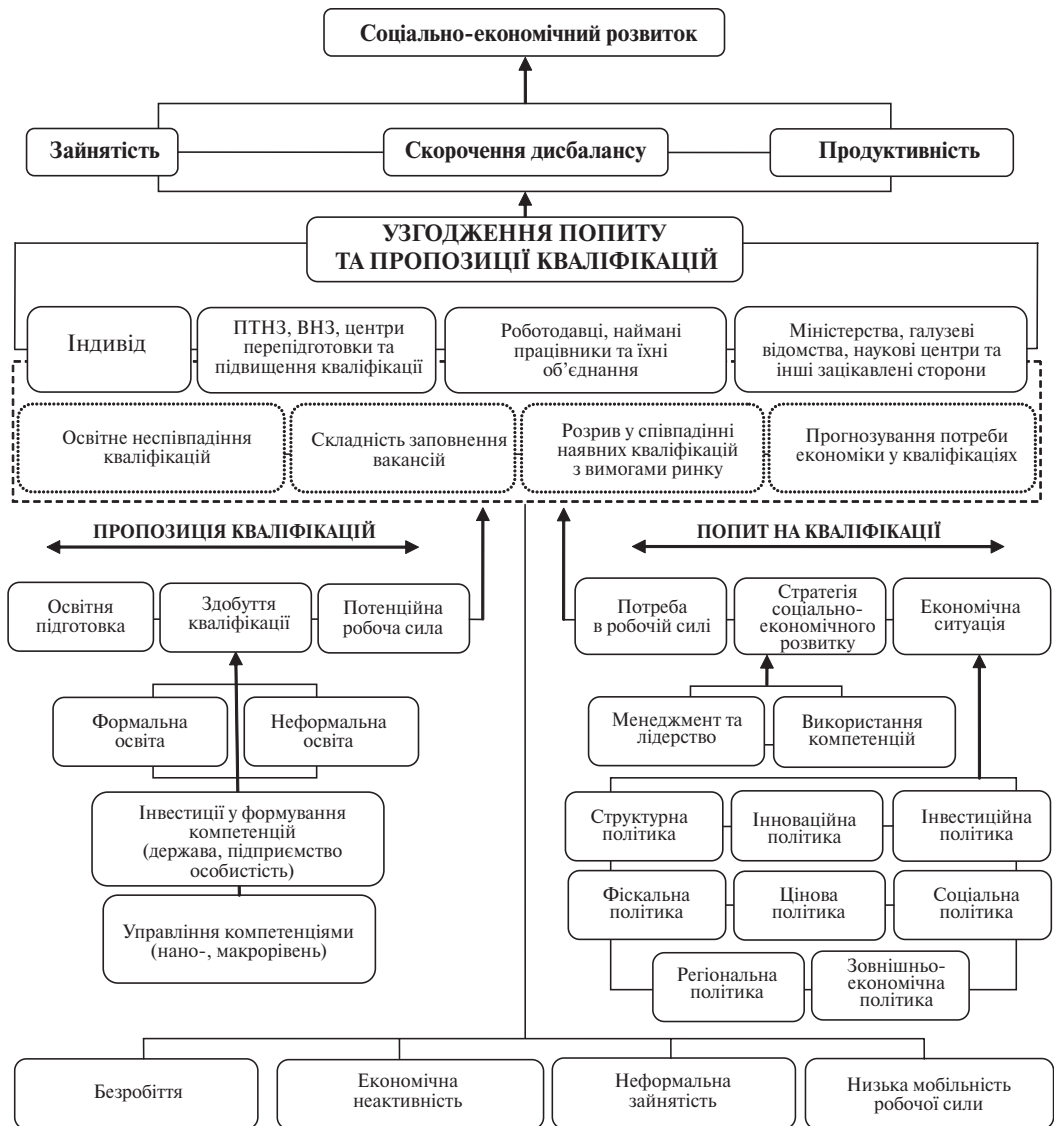 Соціально-економічний розвиток
Зайнятість
Скорочення дисбалансу
Продуктивність
УЗГОДЖЕННЯ ПОПИТУ
ТА ПРОПОЗИЦІЇ КВАЛІФІКАЦІЙ
Індивід
ПТНЗ, ВНЗ, центри
перепідготовки та
підвищення кваліфікації
Роботодавці, наймані
працівники та їхні
об’єднання
Міністерства, галузеві
відомства, наукові центри та
інші зацікавлені сторони
Освітне неспівпадіння
кваліфікацій
Складність заповнення
вакансій
Розрив у співпадінні
наявних кваліфікацій
з вимогами ринку
Прогнозування потреби
економіки у кваліфікаціях
ПРОПОЗИЦІЯ КВАЛІФІКАЦІЙ
ПОПИТ НА КВАЛІФІКАЦІЇ
Освітня
підготовка
Здобуття
кваліфікації
Потенційна
робоча сила
Потреба
в робочій силі
Стратегія
соціально-
економічного
розвитку
Економічна
ситуація
Формальна
освіта
Неформальна
освіта
Менеджмент та
лідерство
Використання
компетенцій
Інвестиції у формування
компетенцій
(держава, підприємство
особистість)
Управління компетенціями
(нано-, макрорівень)
Структурна
політика
Інноваційна
політика
Інвестиційна
політика
Фіскальна
політика
Цінова
політика
Соціальна
політика
Регіональна
політика
Зовнішньо-
економічна
політика
Безробіття
Економічна
неактивність
Неформальна
зайнятість
Низька мобільність
робочої сили